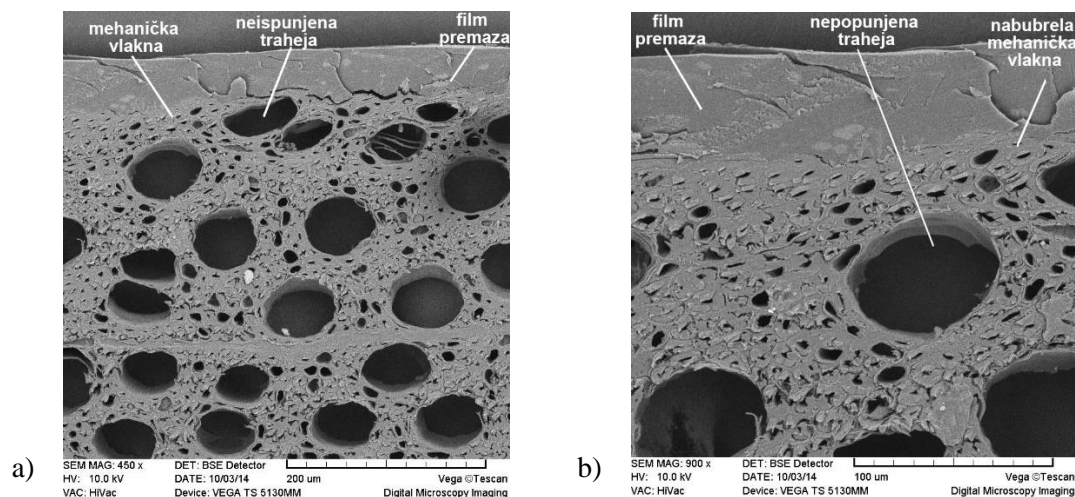 mehanička
vlakna
neispunjena
traheja
film
premaza
a)
SEM MAG: 450 x DET: BSE Detector
HV: 10.0 kV DATE: 10/03/14 200 um Vega ©Tescan
VAC: HiVac Device: VEGA TS 5130MM Digital Microscopy Imaging
film
premaza
nepopunjena
traheja
nabubrela
mehanička
vlakna
b)
SEM MAG: 900 x DET: BSE Detector
HV: 10.0 kV DATE: 10/03/14 100 um Vega ©Tescan
VAC: HiVac Device: VEGA TS 5130MM Digital Microscopy Imaging